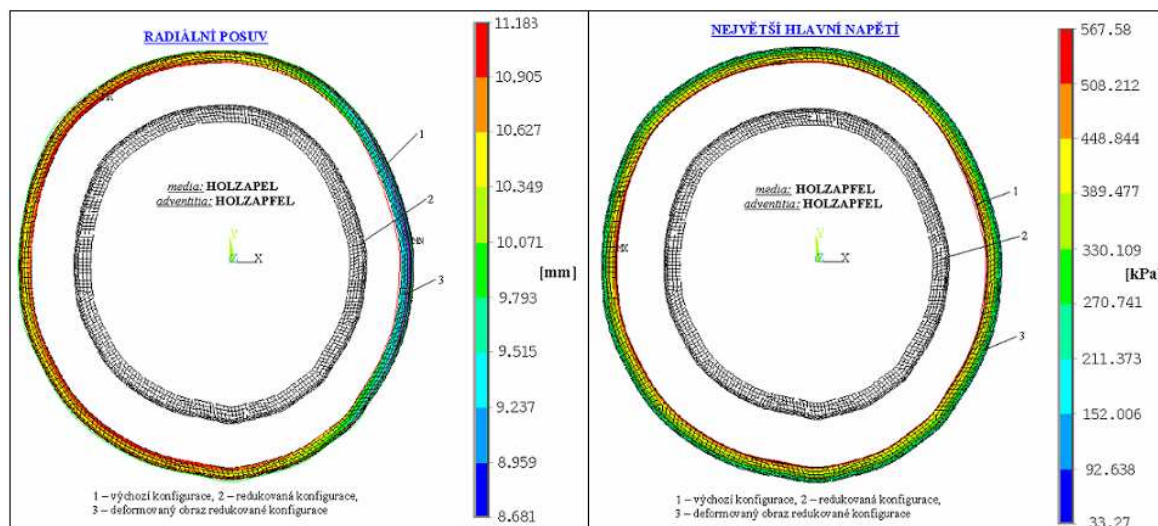 RADIÁLNÍ POSUV
11.183
10.905
10.627
10.349
10.071
[mm]
9.793
9.515
9.237
8.959
8.681
1
2
3
media: HOLZAPEL
adventitia: HOLZAPFEL
Y
Z X
MX
MN
1 – výchozí konfigurace, 2 – redukovaná konfigurace,
3 – deformovaný obraz redukované konfigurace
NEJVĚTŠÍ HLAVNÍ NAPĚTÍ
567.58
508.212
448.844
389.477
330.109
[kPa]
270.741
211.373
152.006
92.638
33.27
1
2
3
media: HOLZAPFEL
adventitia: HOLZAPFEL
Y
Z X
MX
1 – výchozí konfigurace, 2 – redukovaná konfigurace,
3 – deformovaný obraz redukované konfigurace